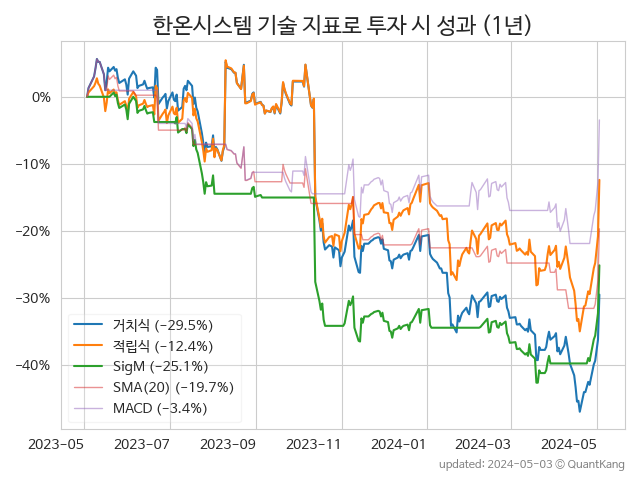 한온시스템 기술 지표로 투자 시 성과 (1년)
0%
−10%
−20%
−30%
−40%
거치식 (−29.5%)
적립식 (−12.4%)
SigM (−25.1%)
SMA(20) (−19.7%)
MACD (−3.4%)
2023-05 2023-07 2023-09 2023-11 2024-01 2024-03 2024-05
updated: 2024-05-03 © QuantKang